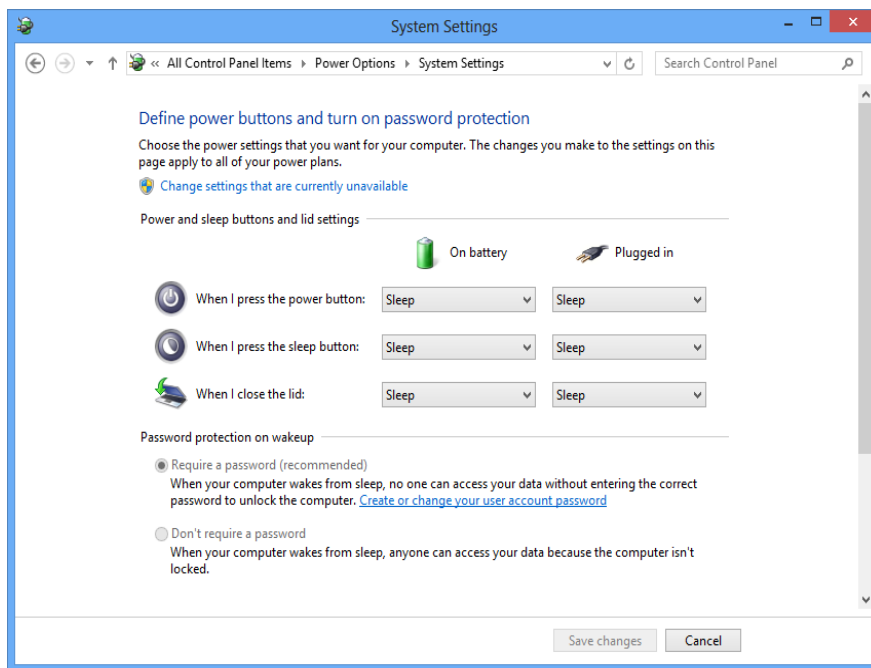 System Settings
« All Control Panel Items Power Options System Settings
Search Control Panel
Define power buttons and turn on password protection
Choose the power settings that you want for your computer. The changes you make to the settings on this
page apply to all of your power plans.
Change settings that are currently unavailable
Power and sleep buttons and lid settings
On battery Plugged in
When I press the power button: Sleep Sleep
When I press the sleep button: Sleep Sleep
When I close the lid: Sleep Sleep
Password protection on wakeup
Require a password (recommended)
When your computer wakes from sleep, no one can access your data without entering the correct
password to unlock the computer. Create or change your user account password
Don't require a password
When your computer wakes from sleep, anyone can access your data because the computer isn't
locked.
Save changes Cancel